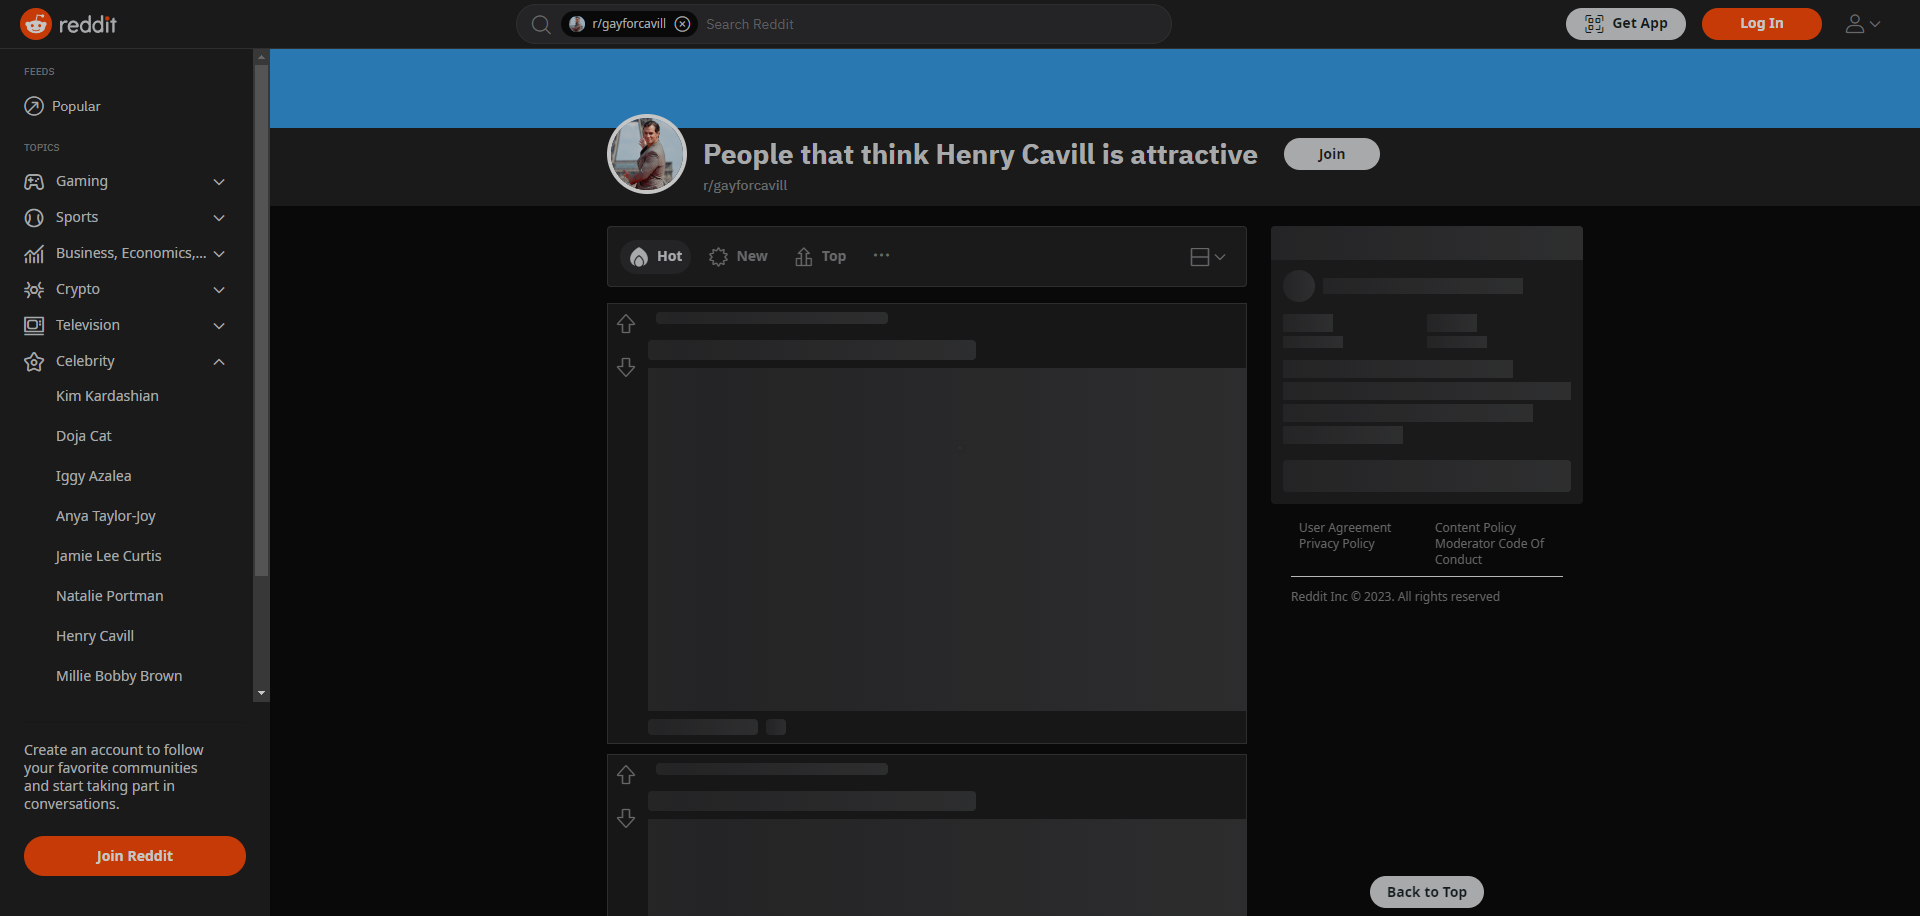 reddit
r/gayforcavill
Search Reddit
Get App
Log In
FEEDS
Popular
TOPICS
Gaming
Sports
Business, Economics,...
Crypto
Television
Celebrity
Kim Kardashian
Doja Cat
Iggy Azalea
Anya Taylor-Joy
Jamie Lee Curtis
Natalie Portman
Henry Cavill
Millie Bobby Brown
Create an account to follow
your favorite communities
and start taking part in
conversations.
Join Reddit
People that think Henry Cavill is attractive
Join
r/gayforcavill
Hot
New
Top
User Agreement
Privacy Policy
Content Policy
Moderator Code Of
Conduct
Reddit Inc © 2023. All rights reserved
Back to Top